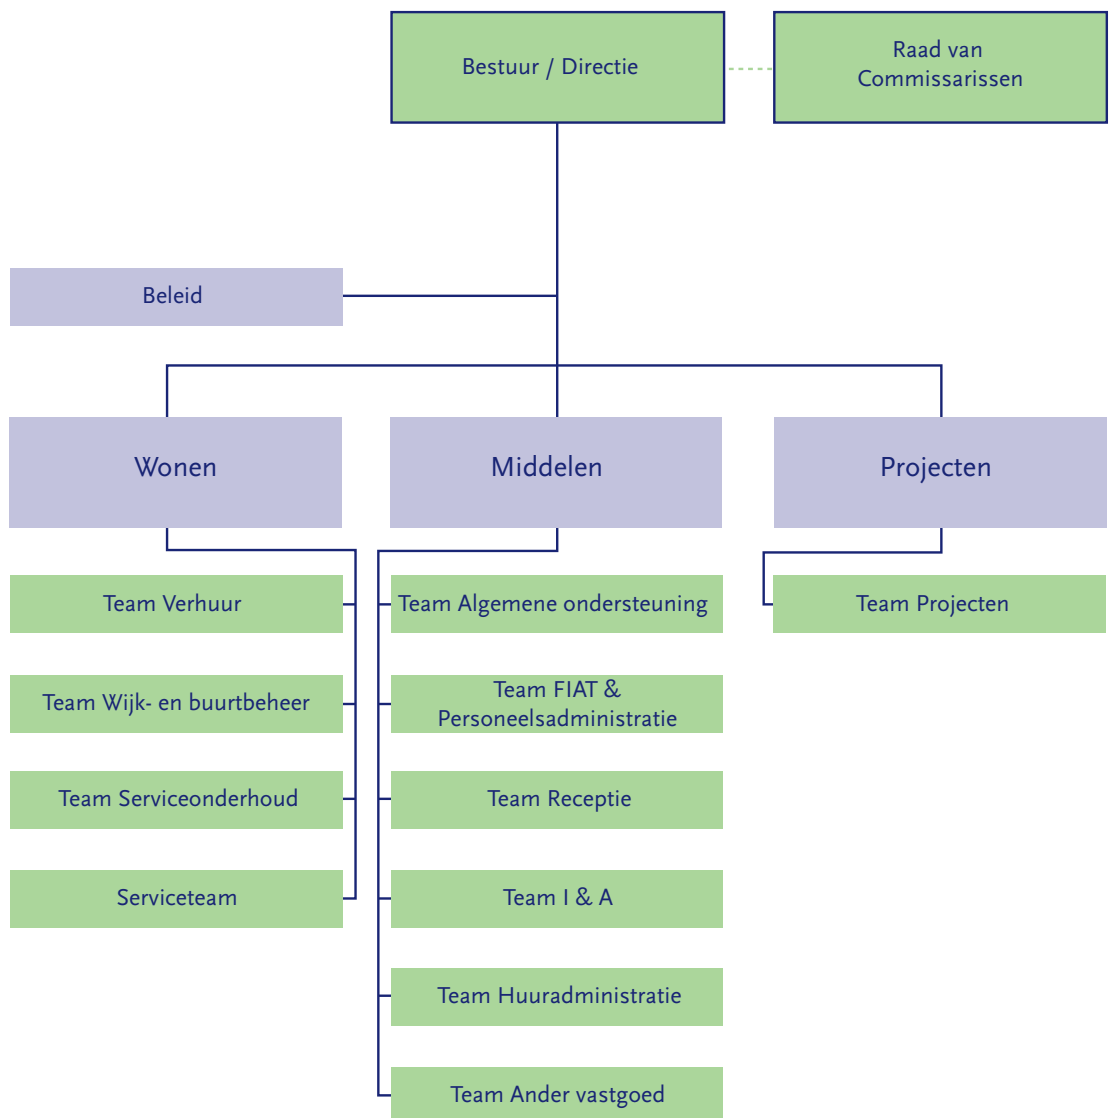 Bestuur / Directie
Raad van
Commissarissen
Beleid
Wonen
Middelen
Projecten
Team Verhuur
Team Algemene ondersteuning
Team Projecten
Team Wijk- en buurtbeheer
Team FIAT &
Personeelsadministratie
Team Serviceonderhoud
Team Receptie
Serviceteam
Team I & A
Team Huuradministratie
Team Ander vastgoed